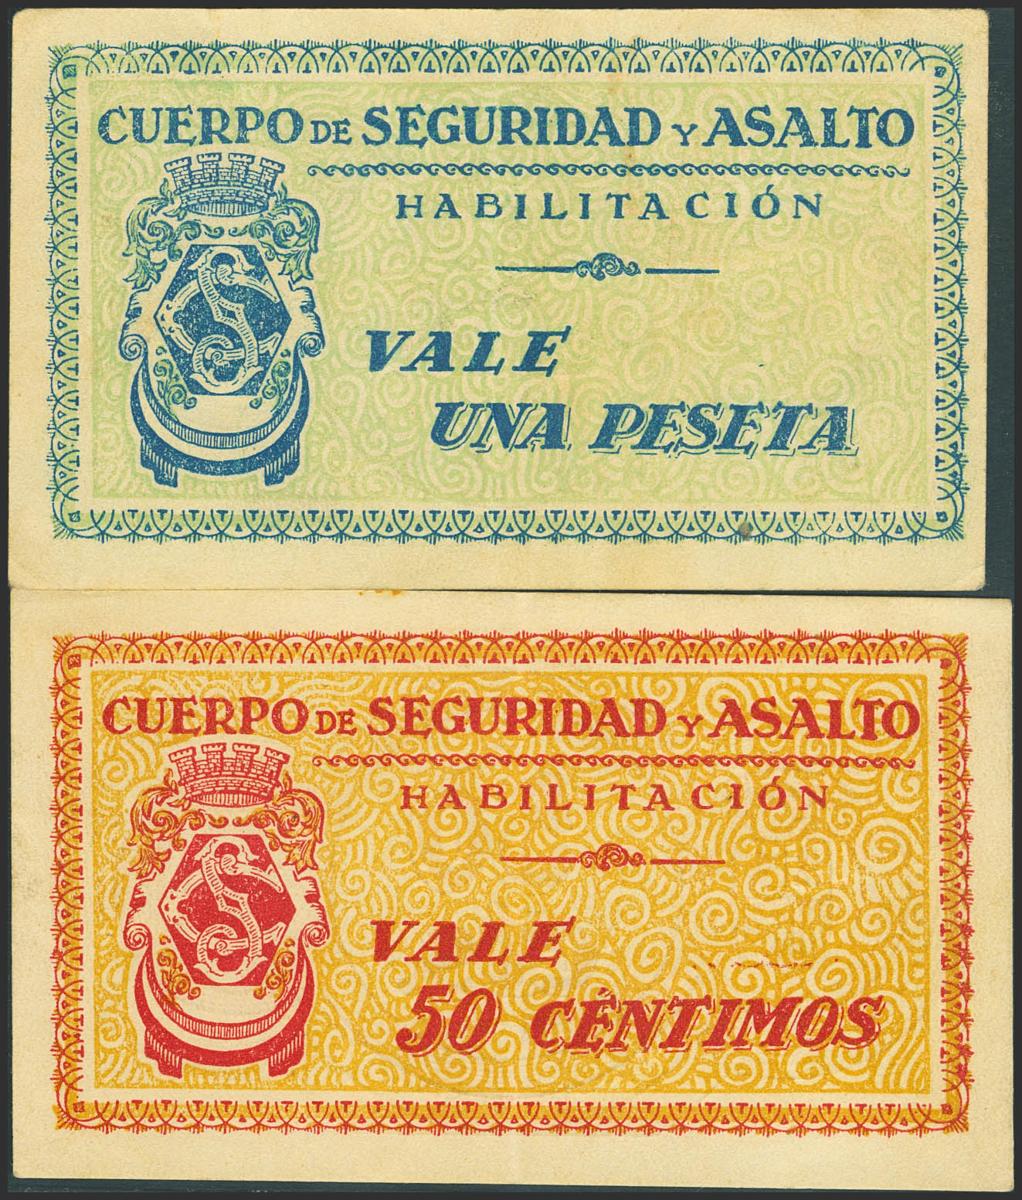 CUERPO DE SEGURIDAD Y ASALTO
HABILITACIÓN
VALE
UNA PESETA
CUERPO DE SEGURIDAD Y ASALTO
HABILITACIÓN
VALE
50 CÉNTIMOS